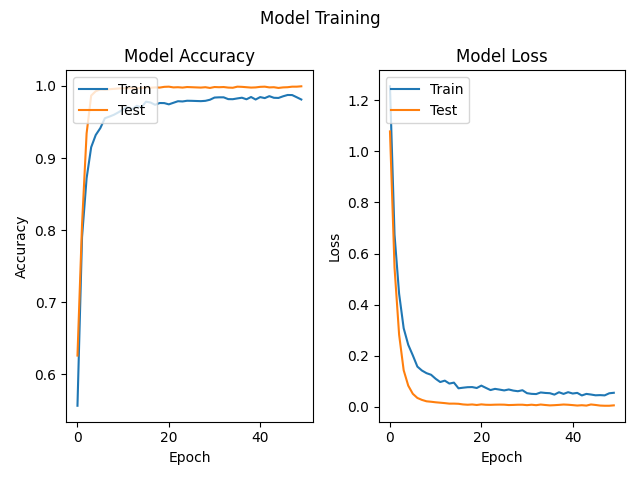 Model Training
Model Accuracy
Train
Test
1.0
0.9
0.8
0.7
0.6
Accuracy
0
20
40
Epoch
Model Loss
Train
Test
1.2
1.0
0.8
0.6
0.4
0.2
0.0
Loss
0
20
40
Epoch